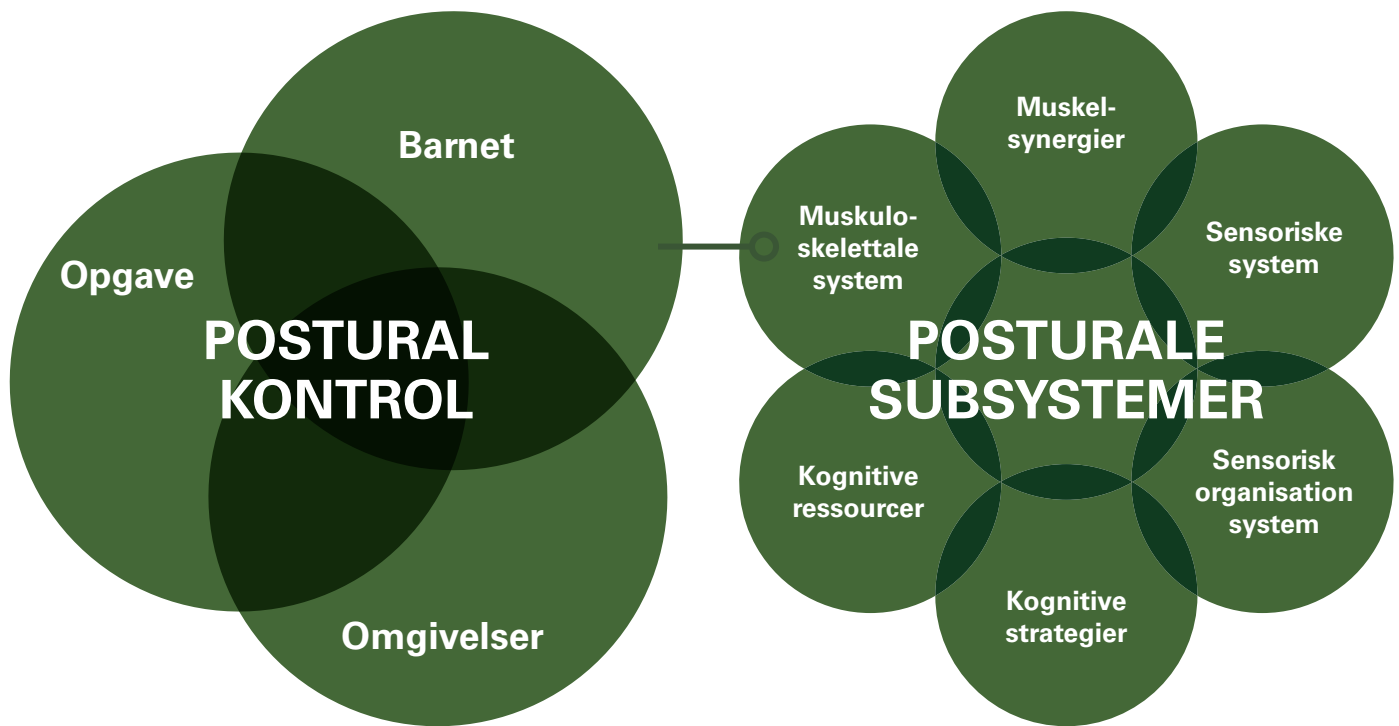 Barnet
Opgave
POSTURAL
KONTROL
Omgivelser
Muskel-
synergier
Muskulo-
skelettale
system
Sensoriske
system
POSTURALE
SUBSYSTEMER
Kognitive
ressourcer
Sensorisk
organisation
system
Kognitive
strategier